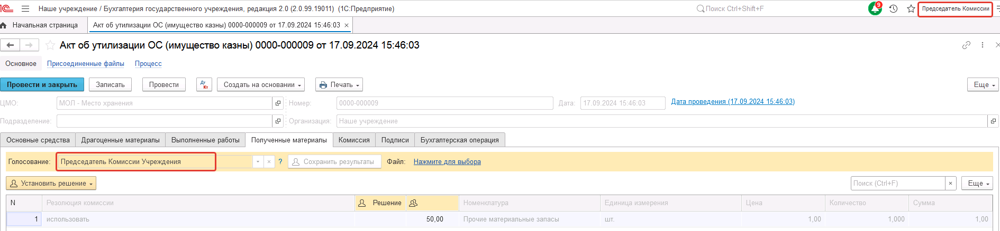 1С Наше учреждение / Бухгалтерия государственного учреждения, редакция 2.0 (2.0.99.19011) (1С:Предприятие) Поиск Ctrl+Shift+F 9 Председатель Комиссии
Начальная страница Акт об утилизации ОС (имущество казны) 0000-000009 от 17.09.2024 15:46:03 ×
Акт об утилизации ОС (имущество казны) 0000-000009 от 17.09.2024 15:46:03
Основное Присоединенные файлы Процесс
Провести и закрыть Записать Провести Дт Кт Создать на основании Печать Еще
ЦМО: МОЛ - Место хранения Номер: 0000-000009 Дата: 17.09.2024 15:46:03 Дата проведения (17.09.2024 15:46:03)
Подразделение: Организация: Наше учреждение
Основные средства Драгоценные материалы Выполненные работы Полученные материалы Комиссия Подписи Бухгалтерская операция
Голосование: Председатель Комиссии Учреждения × ? Сохранить результаты Файл: Нажмите для выбора
Установить решение Поиск (Ctrl+F) × Еще
N Резолюция комиссии Решение Номенклатура Единица измерения Цена Количество Сумма
1 использовать 50,00 Прочие материальные запасы шт. 1,00 1,000 1,00